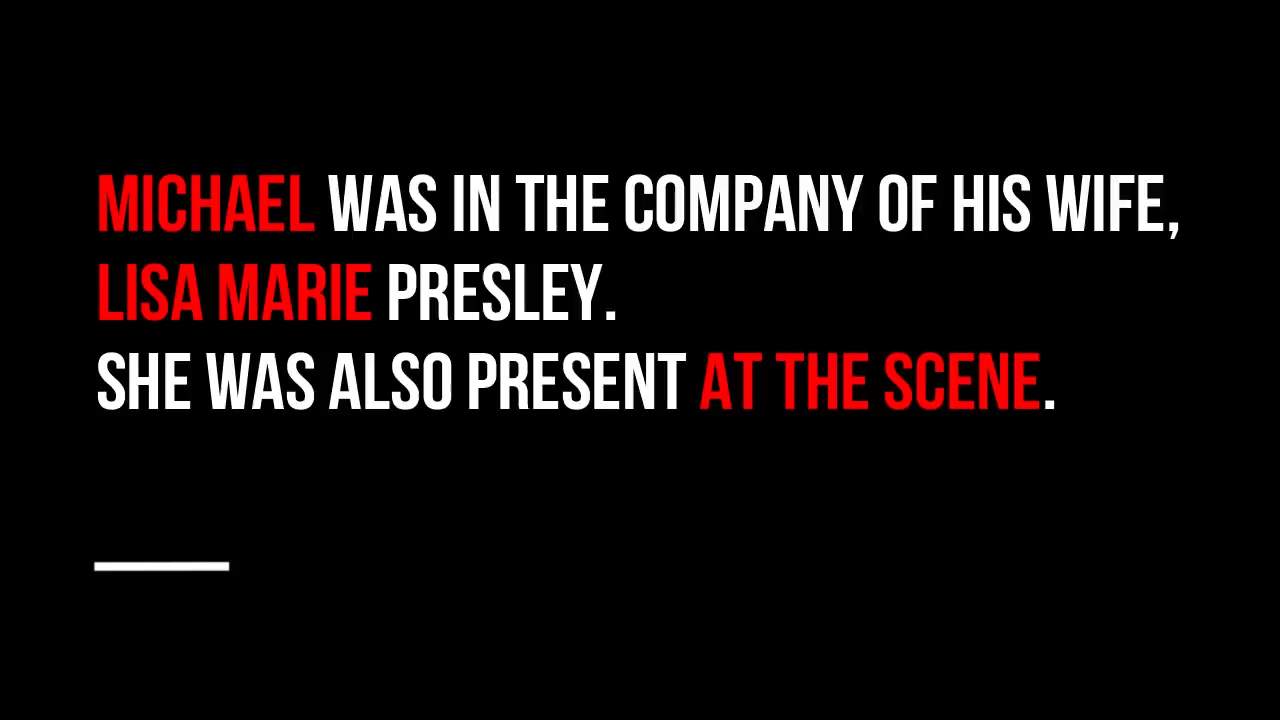 MICHAEL WAS IN THE COMPANY OF HIS WIFE,
LISA MARIE PRESLEY.
SHE WAS ALSO PRESENT AT THE SCENE.